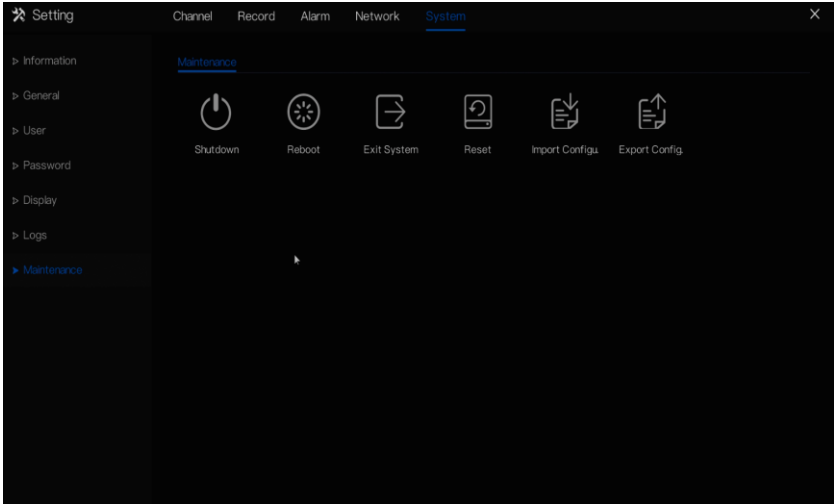 Setting
Channel Record Alarm Network System
Information
General
User
Password
Display
Logs
Maintenance
Maintenance
Shutdown Reboot Exit System Reset Import Configu. Export Config.